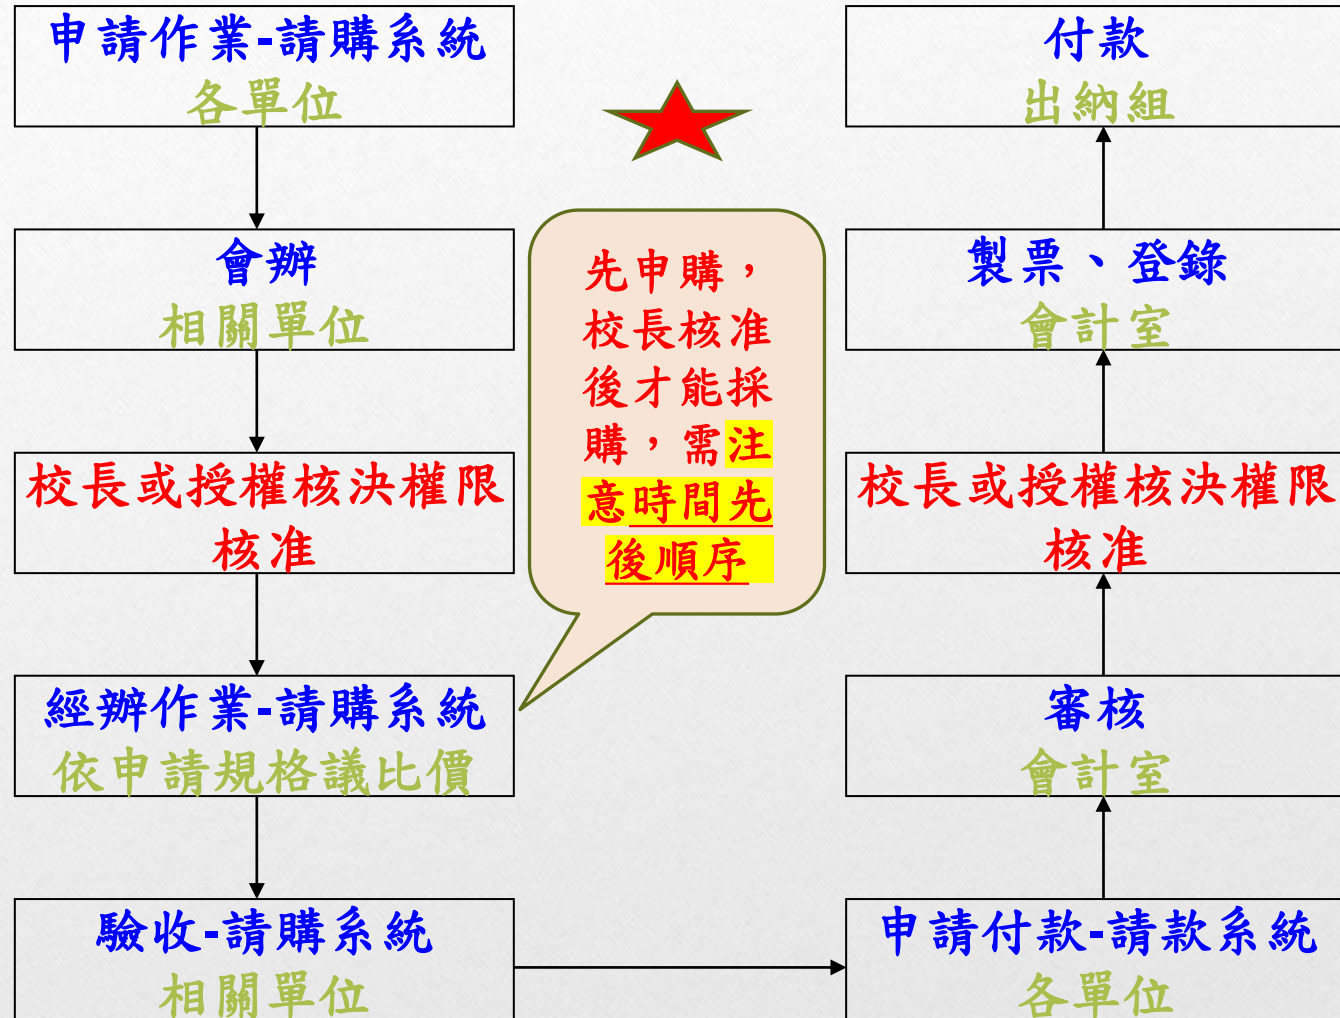 申請作業-請購系統
各單位
會辦
相關單位
校長或授權核決權限
核准
經辦作業-請購系統
依申請規格議比價
驗收-請購系統
相關單位
先申購，
校長核准
後才能採
購，需注
意時間先
後順序
付款
出納組
製票、登錄
會計室
校長或授權核決權限
核准
審核
會計室
申請付款-請款系統
各單位